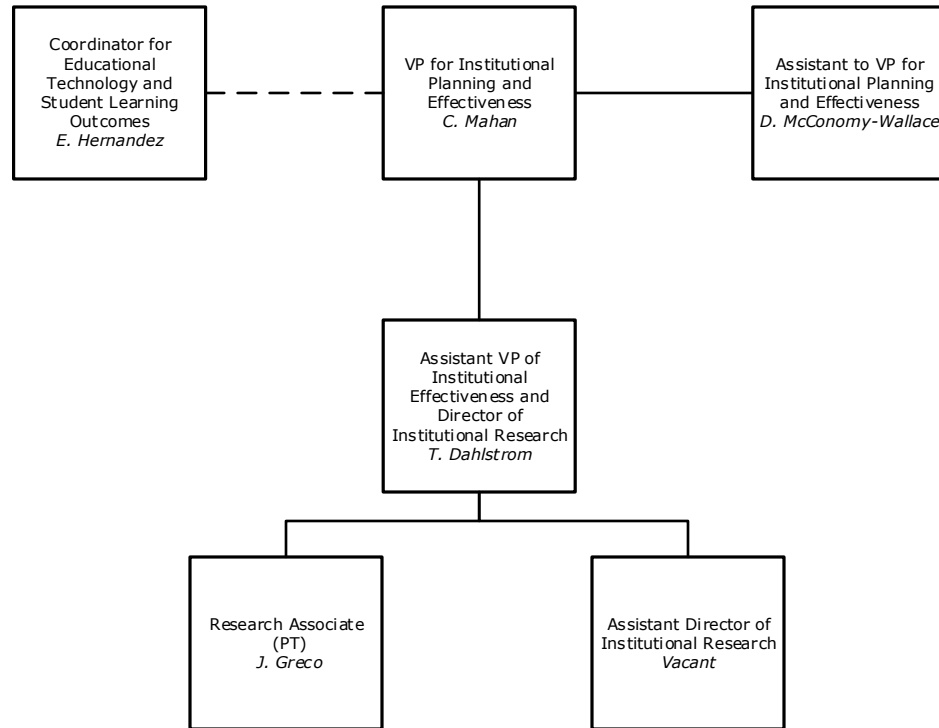 Coordinator for
Educational
Technology and
Student Learning
Outcomes
E. Hernandez
VP for Institutional
Planning and
Effectiveness
C. Mahan
Assistant to VP for
Institutional Planning
and Effectiveness
D. McConomy-Wallace
Assistant VP of
Institutional
Effectiveness and
Director of
Institutional Research
T. Dahlstrom
Research Associate
(PT)
J. Greco
Assistant Director of
Institutional Research
Vacant